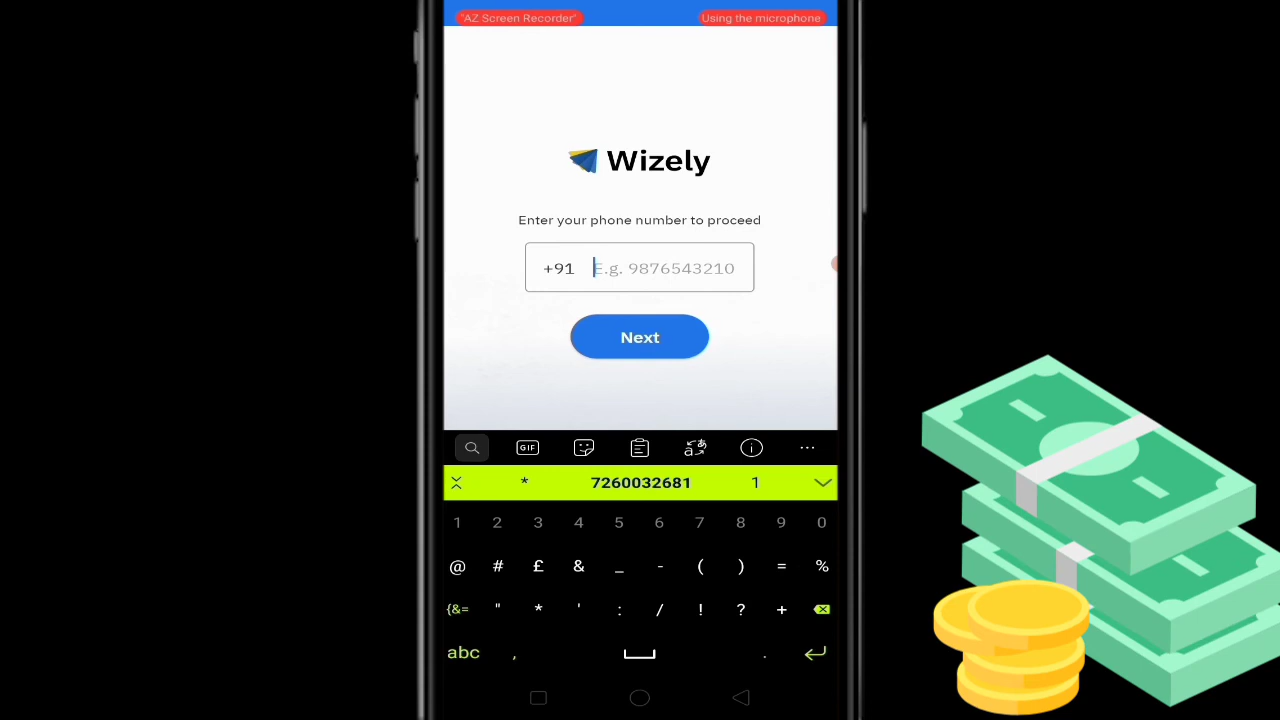 "AZ Screen Recorder" Using the microphone
Wizely
Enter your phone number to proceed
+91 E.g. 9876543210
Next
GIF
* 7260032681 1
1 2 3 4 5 6 7 8 9 0
@ # £ & _ - ( ) = %
{&= " * ' : / ! ? +
abc , .